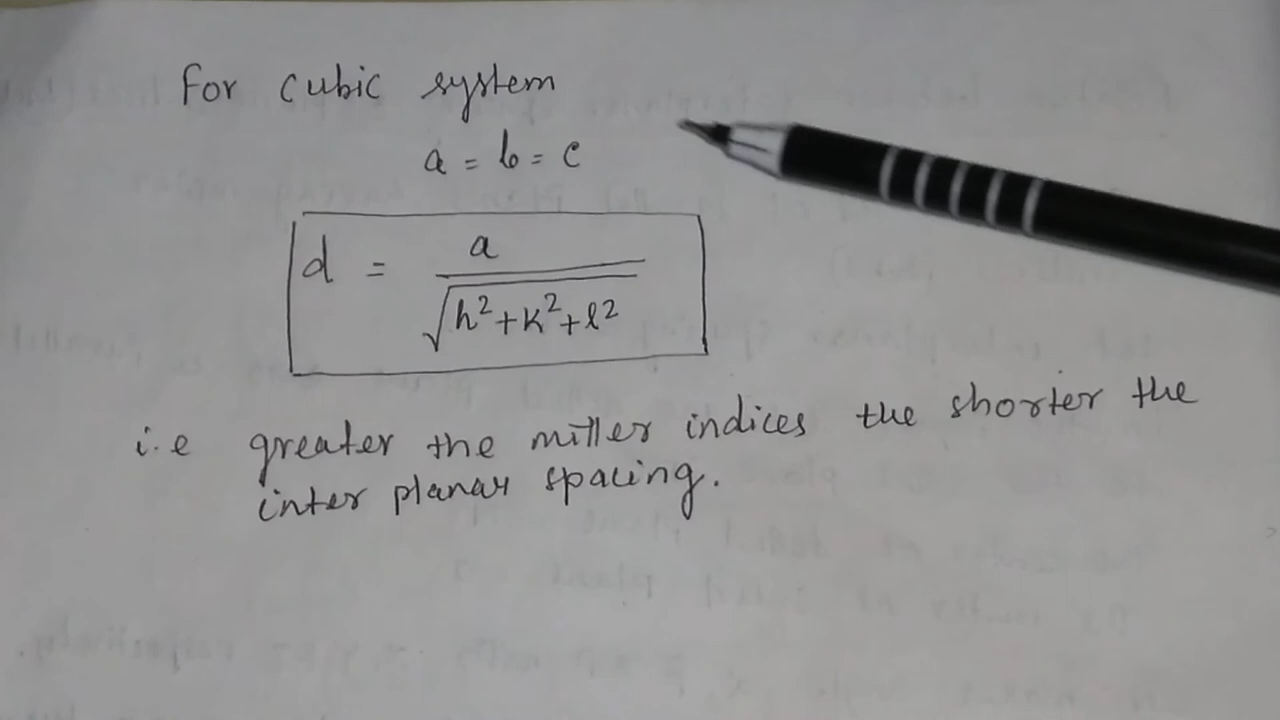 For cubic system
a = b = c
d = a / √h²+k²+l²
i.e greater the miller indices the shorter the
inter planar spacing.